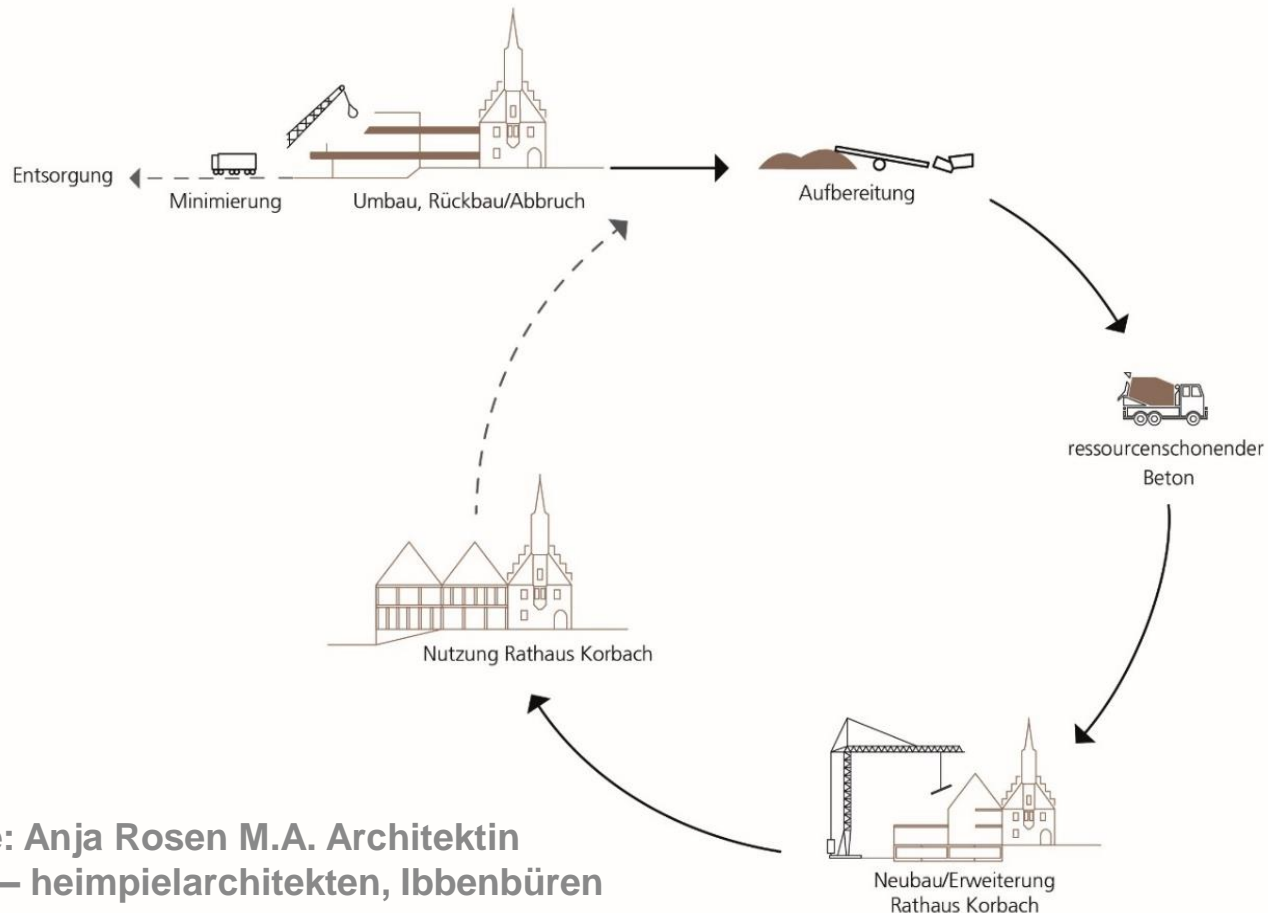 Entsorgung
Minimierung
Umbau, Rückbau/Abbruch
Aufbereitung
ressourcenschonender
Beton
Nutzung Rathaus Korbach
Neubau/Erweiterung
Rathaus Korbach
: Anja Rosen M.A. Architektin
– heimpielarchitekten, Ibbenbüren